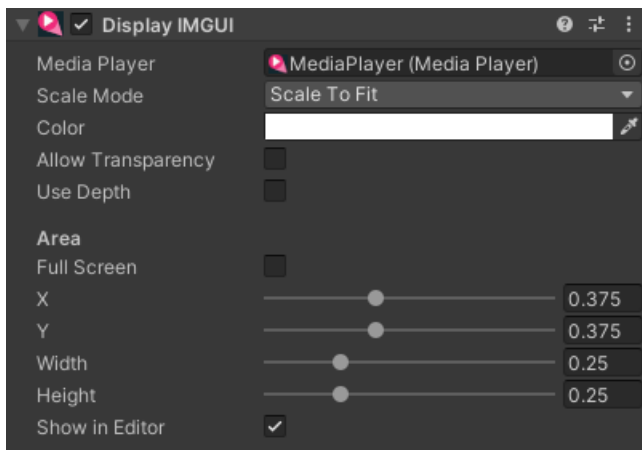 Display IMGUI
Media Player MediaPlayer (Media Player)
Scale Mode Scale To Fit
Color
Allow Transparency
Use Depth
Area
Full Screen
X 0.375
Y 0.375
Width 0.25
Height 0.25
Show in Editor